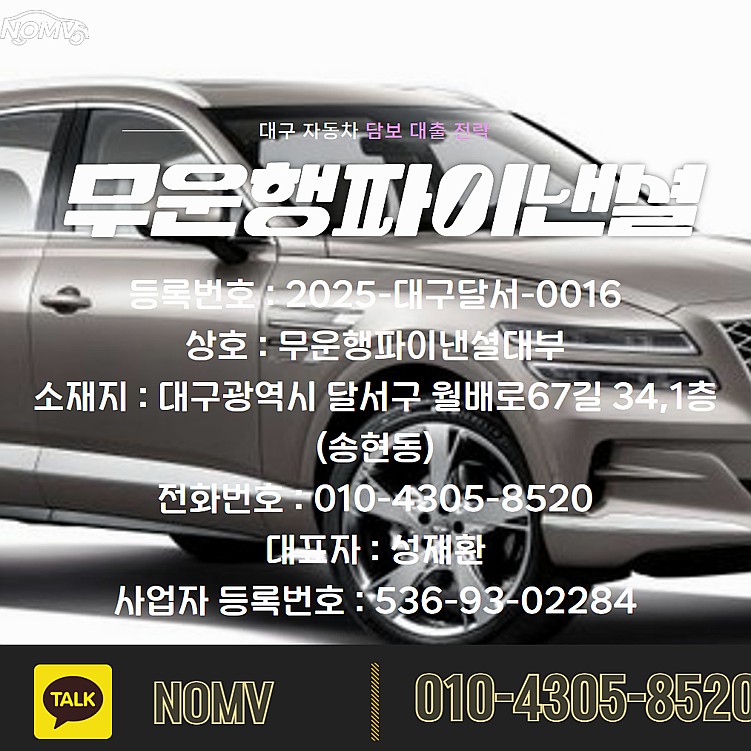 NOMV
대구 자동차 담보 대출 전략
무운행파이낸셜
등록번호 : 2025-대구달서-0016
상호 : 무운행파이낸셜대부
소재지 : 대구광역시 달서구 월배로67길 34,1층
(송현동)
전화번호 : 010-4305-8520
대표자 : 성재환
사업자 등록번호 : 536-93-02284
TALK
NOMV
010-4305-8520